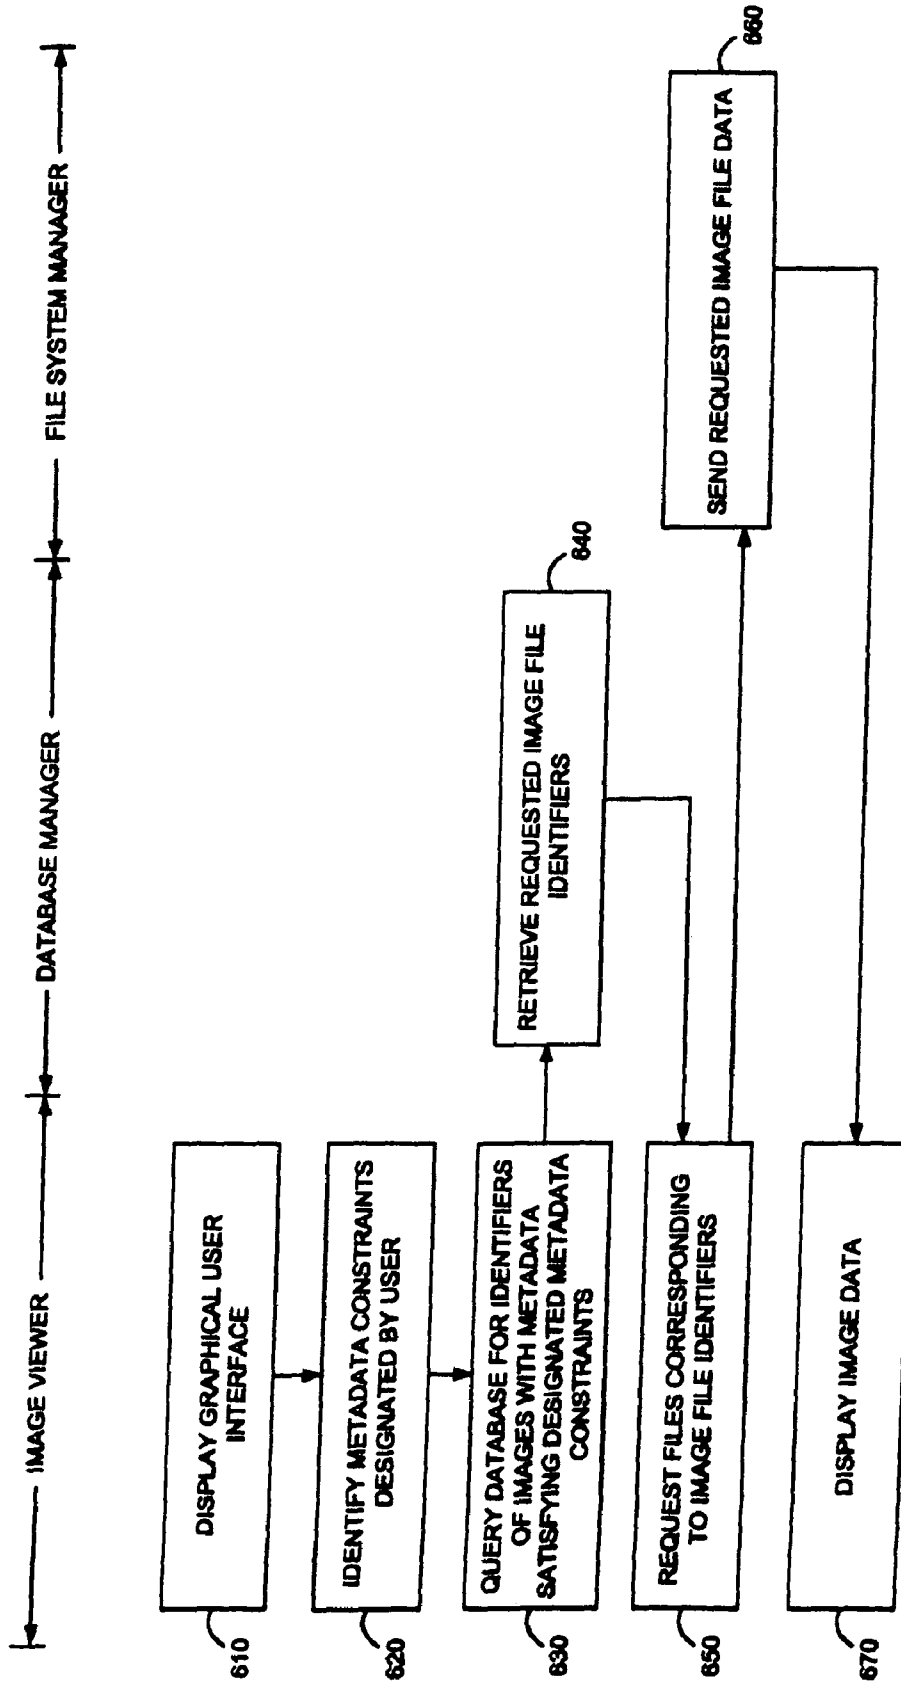 IMAGE VIEWER
DATABASE MANAGER
FILE SYSTEM MANAGER
610
DISPLAY GRAPHICAL USER
INTERFACE
620
IDENTIFY METADATA CONSTRAINTS
DESIGNATED BY USER
630
QUERY DATABASE FOR IDENTIFIERS
OF IMAGES WITH METADATA
SATISFYING DESIGNATED METADATA
CONSTRAINTS
640
RETRIEVE REQUESTED IMAGE FILE
IDENTIFIERS
650
REQUEST FILES CORRESPONDING
TO IMAGE FILE IDENTIFIERS
660
SEND REQUESTED IMAGE FILE DATA
670
DISPLAY IMAGE DATA